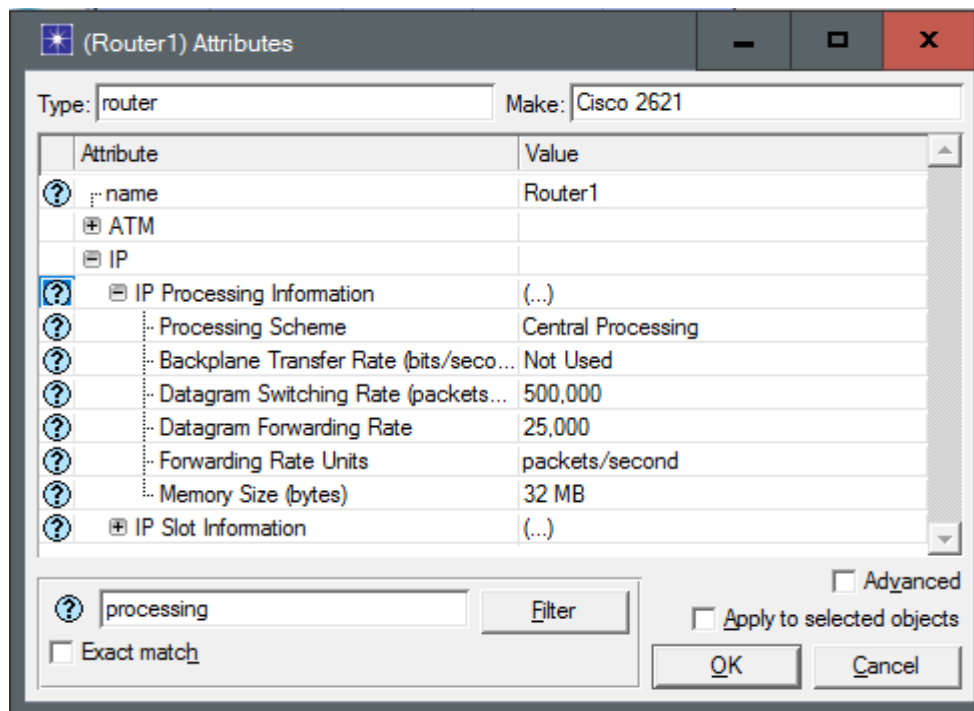 (Router1) Attributes
Type: router Make: Cisco 2621
Attribute Value
name Router1
ATM
IP
IP Processing Information (...)
Processing Scheme Central Processing
Backplane Transfer Rate (bits/seco... Not Used
Datagram Switching Rate (packets... 500,000
Datagram Forwarding Rate 25,000
Forwarding Rate Units packets/second
Memory Size (bytes) 32 MB
IP Slot Information (...)
Advanced
processing Filter Apply to selected objects
Exact match OK Cancel